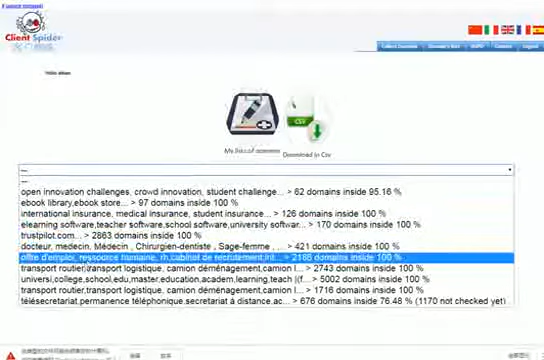 Client Spider
Collect Domains
Contact
Logout
Hello
CSV
My lists of domains
Download in Csv
---
---
open innovation challenges, crowd innovation, student challenge... > 62 domains inside 95.16 %
ebook library,ebook store... > 97 domains inside 100 %
international insurance, medical insurance, student insurance... > 126 domains inside 100 %
elearning software,teacher software,school software,university softwar... > 170 domains inside 100 %
trustpilot.com... > 2863 domains inside 100 %
docteur, medecin, Médecin , Chirurgien-dentiste , Sage-femme , ... > 421 domains inside 100 %
offre d'emploi, ressource humaine, rh,cabinet de recrutement,int... > 2186 domains inside 100 %
transport routier,transport logistique, camion déménagement,camion l... > 2743 domains inside 100 %
universi,college,school,edu,master,education,academy,learning,teach |(f... > 5002 domains inside 100 %
transport routier,transport logistique, camion déménagement,camion l... > 1716 domains inside 100 %
télésecretariat,permanence téléphonique,secretariat à distance,ac... > 676 domains inside 76.48 % (1170 not checked yet)